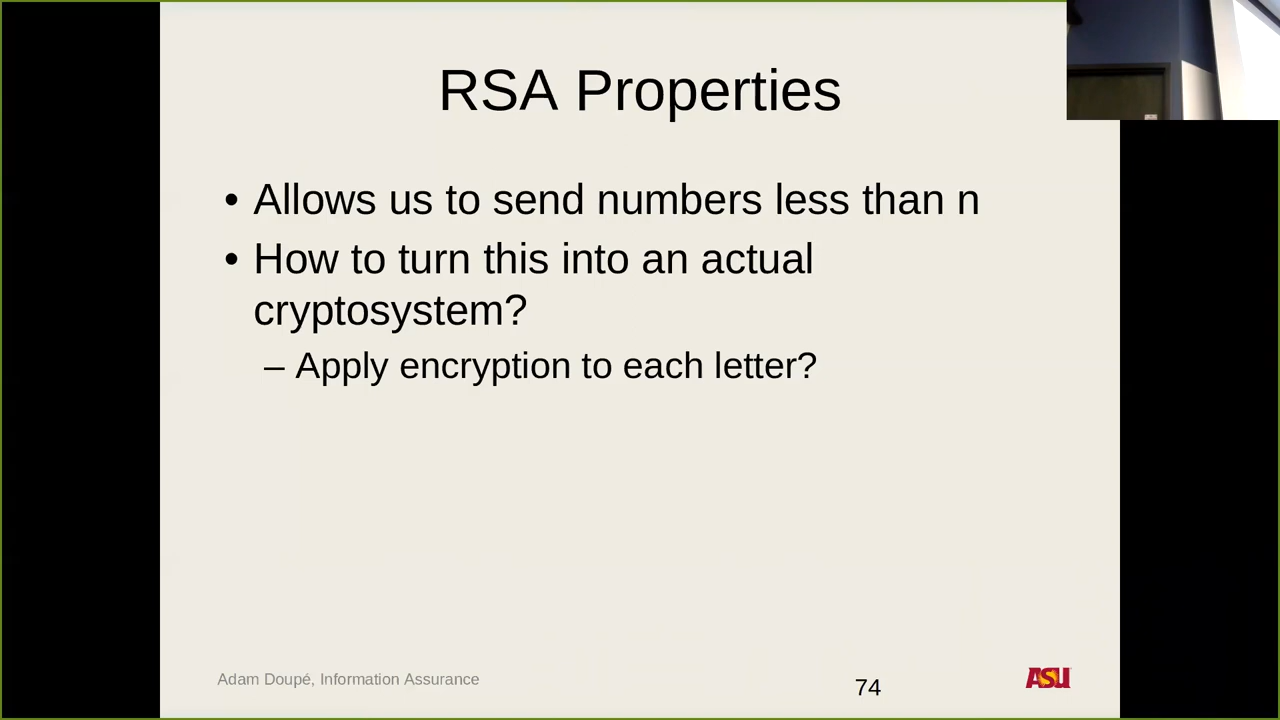 RSA Properties
• Allows us to send numbers less than n
• How to turn this into an actual
cryptosystem?
– Apply encryption to each letter?
Adam Doupé, Information Assurance
74
ASU